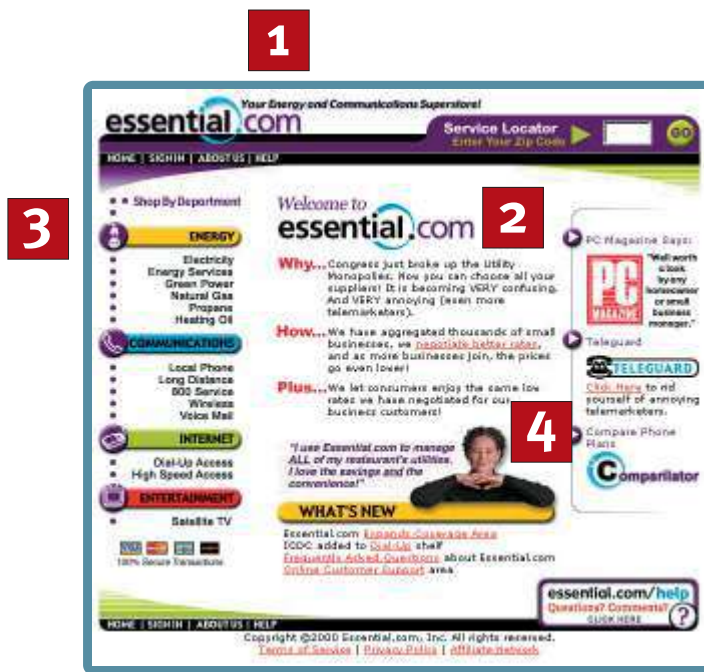 1
Your Energy and Communications Superstore!
essential.com
Service Locator
Enter Your Zip Code
GO
HOME | SIGN IN | ABOUT US | HELP
3
Shop By Department
ENERGY
Electricity
Energy Services
Green Power
Natural Gas
Propane
Heating Oil
COMMUNICATIONS
Local Phone
Long Distance
800 Service
Wireless
Voice Mail
INTERNET
Dial-Up Access
High Speed Access
ENTERTAINMENT
Satellite TV
VISA
100% Secure Transactions
Welcome to
essential.com
2
Why... Congress just broke up the Utility
Monopolies. Now you can choose all your
suppliers! It is becoming VERY confusing.
And VERY annoying (even more
telemarketers).
How... We have aggregated thousands of small
businesses, we negotiate better rates,
and as more businesses join, the prices
go even lower!
Plus... We let consumers enjoy the same low
rates we have negotiated for our
business customers!
4
"I use Essential.com to manage
ALL of my restaurant's utilities.
I love the savings and the
convenience!"
WHAT'S NEW
Essential.com Expands Coverage Area
ICDC added to Dial-Up shelf
Frequently Asked Questions about Essential.com
Online Customer Support area
PC Magazine Says:
PC
MAGAZINE
"Well worth
a look
by any
homeowner
or small
business
manager."
Teleguard
TELEGUARD
Click Here to rid
yourself of annoying
telemarketers.
Compare Phone
Plans
Comparilator
essential.com/help
Questions? Comments?
CLICK HERE
?
HOME | SIGN IN | ABOUT US | HELP
Copyright ©2000 Essential.com, Inc. All rights reserved.
Terms of Service | Privacy Policy | Affiliate Network